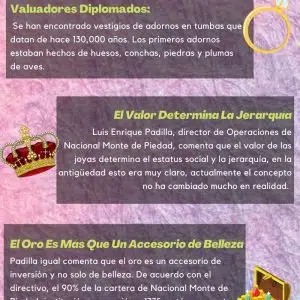 Valuadores Diplomados:
Se han encontrado vestigios de adornos en tumbas que
datan de hace 130,000 años. Los primeros adornos
estaban hechos de huesos, conchas, piedras y plumas
de aves.
El Valor Determina La Jerarquia
Luis Enrique Padilla, director de Operaciones de
Nacional Monte de Piedad, comenta que el valor de las
joyas determina el estatus social y la jerarquía, en la
antigüedad esto era muy claro, actualmente el concepto
no ha cambiado mucho en realidad.
El Oro Es Mas Que Un Accesorio de Belleza
Padilla igual comenta que el oro es un accesorio de
inversión y no solo de belleza. De acuerdo con el
directivo, el 90% de la cartera de Nacional Monte de